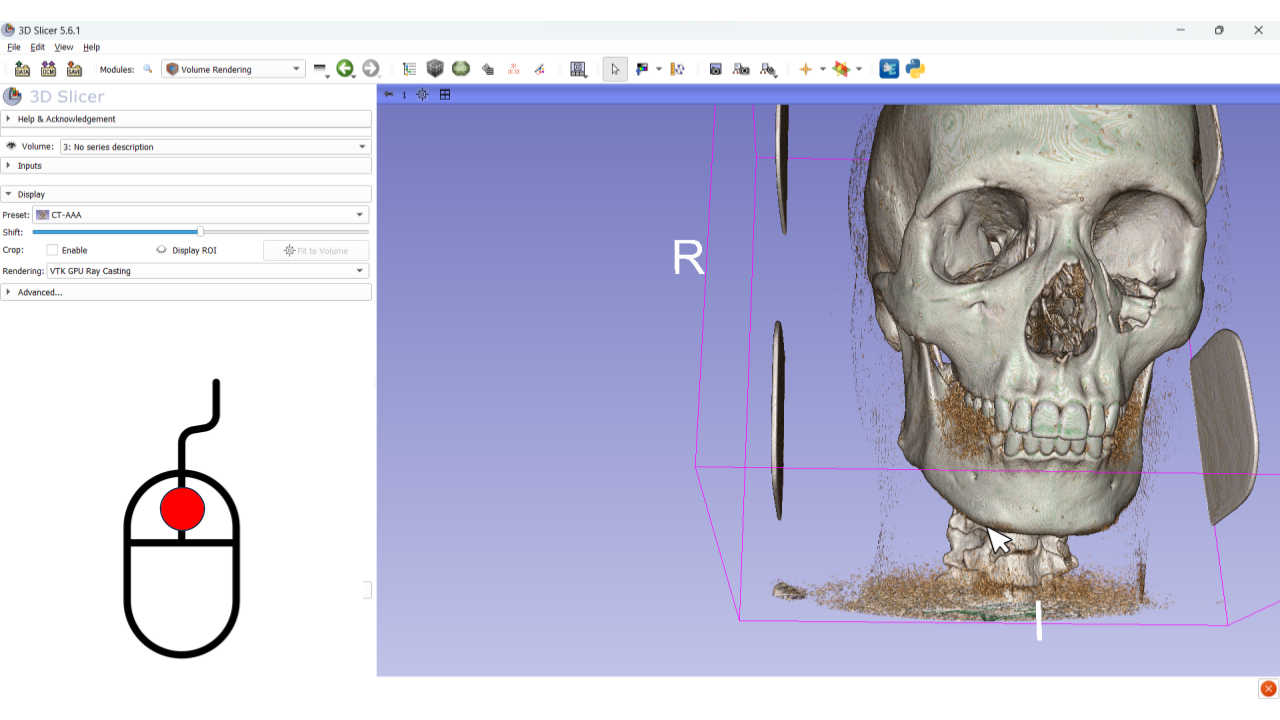 3D Slicer 5.6.1
File Edit View Help
DATA DCM SAVE Modules: Volume Rendering
3D Slicer
1
Help & Acknowledgement
Volume: 3: No series description
Inputs
Display
Preset: CT-AAA
Shift:
Crop: Enable Display ROI Fit to Volume
Rendering: VTK GPU Ray Casting
Advanced...
R
I